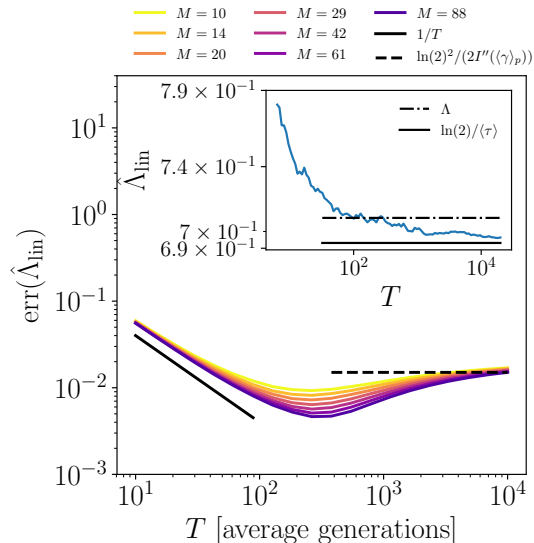 M = 10 M = 29 M = 88
M = 14 M = 42 1/T
M = 20 M = 61 ln(2)²/(2I''(⟨γ⟩ₚ))
err(Λ̂_lin)
10¹
10⁰
10⁻¹
10⁻²
10⁻³
10¹ 10² 10³ 10⁴
T [average generations]
Λ̂_lin
7.9 × 10⁻¹
7.4 × 10⁻¹
7 × 10⁻¹
6.9 × 10⁻¹
Λ
ln(2)/⟨τ⟩
10² 10⁴
T